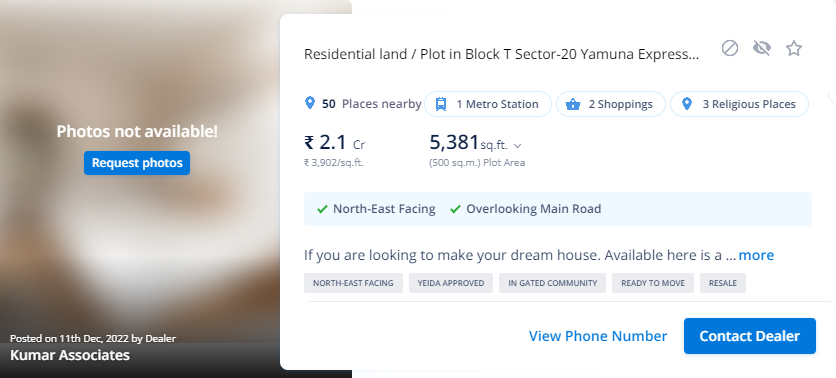 Photos not available!
Request photos
Posted on 11th Dec, 2022 by Dealer
Kumar Associates
Residential land / Plot in Block T Sector-20 Yamuna Express...
50 Places nearby
1 Metro Station
2 Shoppings
3 Religious Places
₹ 2.1 Cr
₹ 3,902/sq.ft.
5,381 sq.ft.
(500 sq.m.) Plot Area
North-East Facing
Overlooking Main Road
If you are looking to make your dream house. Available here is a ... more
NORTH-EAST FACING
YEIDA APPROVED
IN GATED COMMUNITY
READY TO MOVE
RESALE
View Phone Number
Contact Dealer